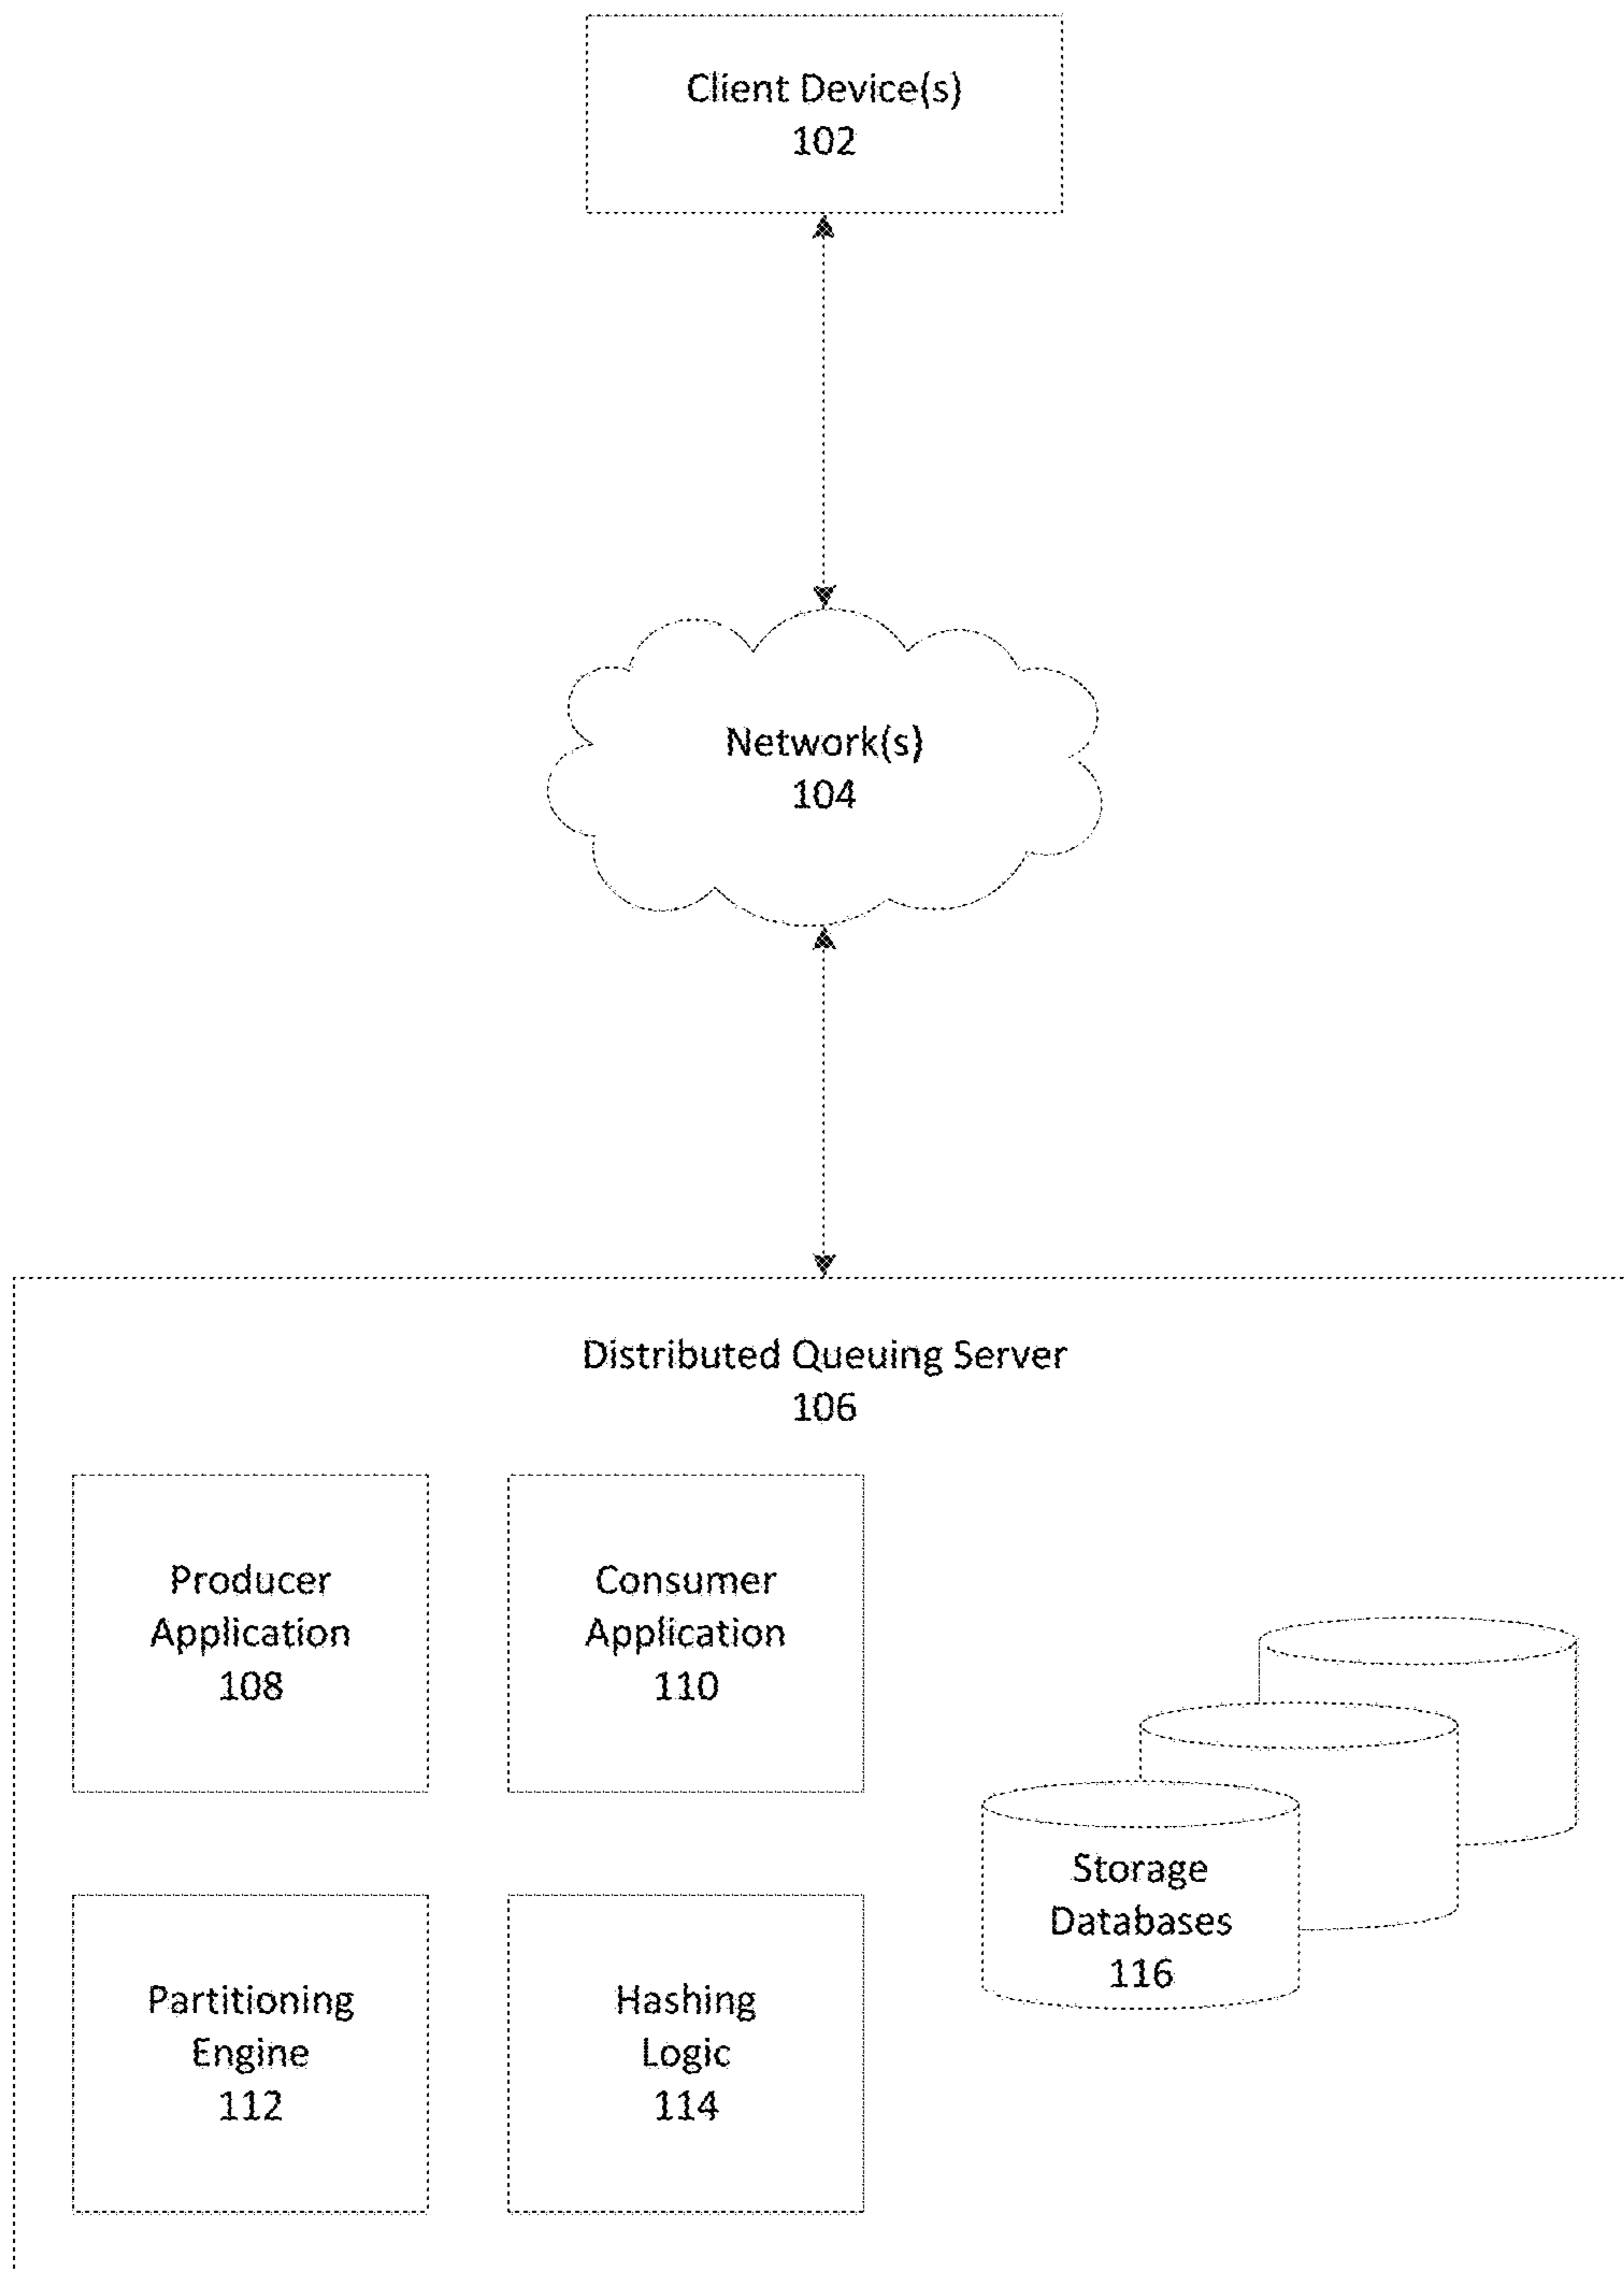 Client Device(s)
102
Network(s)
104
Distributed Queuing Server
106
Producer
Application
108
Consumer
Application
110
Partitioning
Engine
112
Hashing
Logic
114
Storage
Databases
116